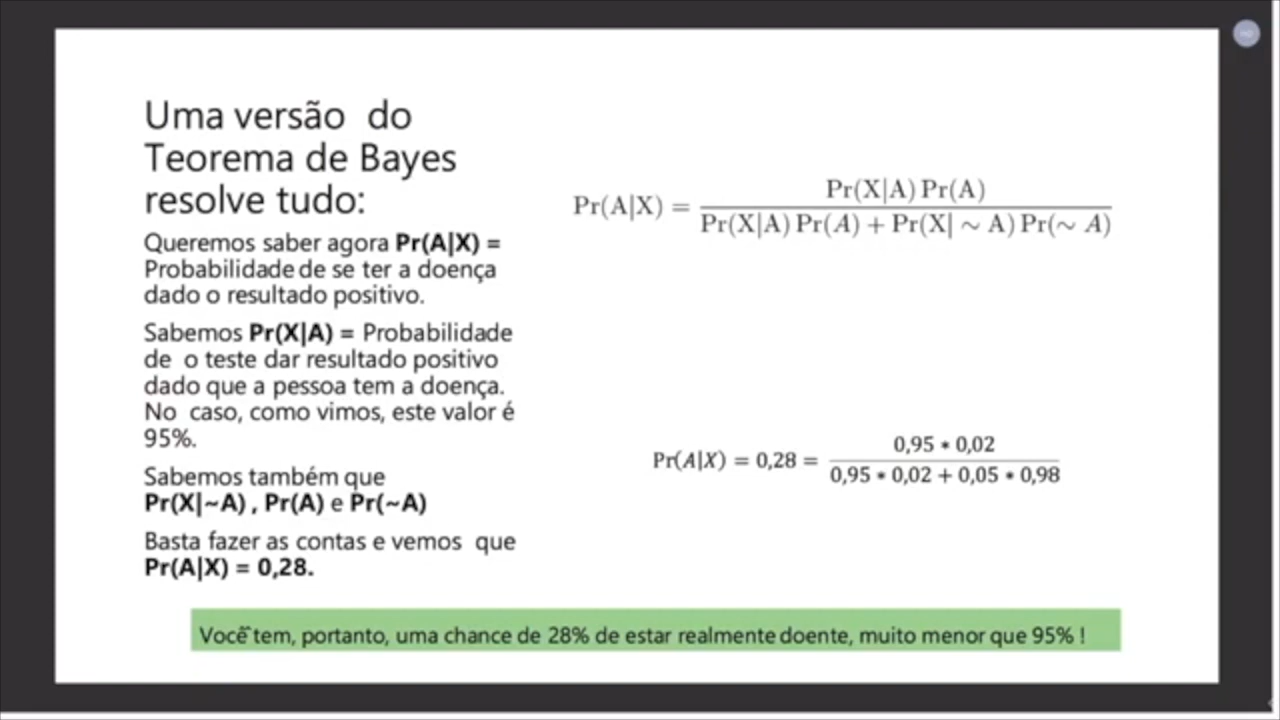 Uma versão do
Teorema de Bayes
resolve tudo:
Queremos saber agora Pr(A|X) =
Probabilidade de se ter a doença
dado o resultado positivo.
Sabemos Pr(X|A) = Probabilidade
de o teste dar resultado positivo
dado que a pessoa tem a doença.
No caso, como vimos, este valor é
95%.
Sabemos também que
Pr(X|~A) , Pr(A) e Pr(~A)
Basta fazer as contas e vemos que
Pr(A|X) = 0,28.
Pr(A|X) = Pr(X|A) Pr(A) / Pr(X|A) Pr(A) + Pr(X| ~ A) Pr(~ A)
Pr(A|X) = 0,28 = 0,95 * 0,02 / 0,95 * 0,02 + 0,05 * 0,98
Você tem, portanto, uma chance de 28% de estar realmente doente, muito menor que 95% !